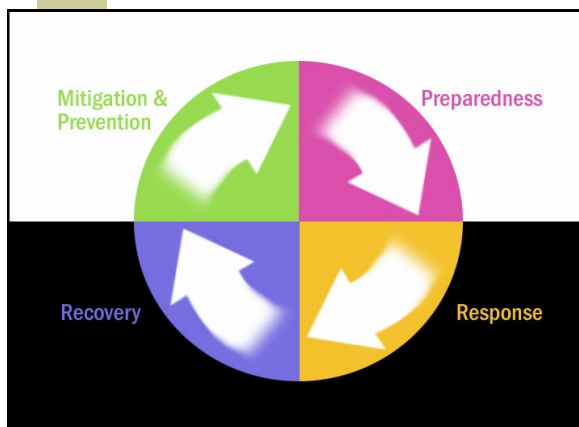 Mitigation &
Prevention
Preparedness
Recovery
Response